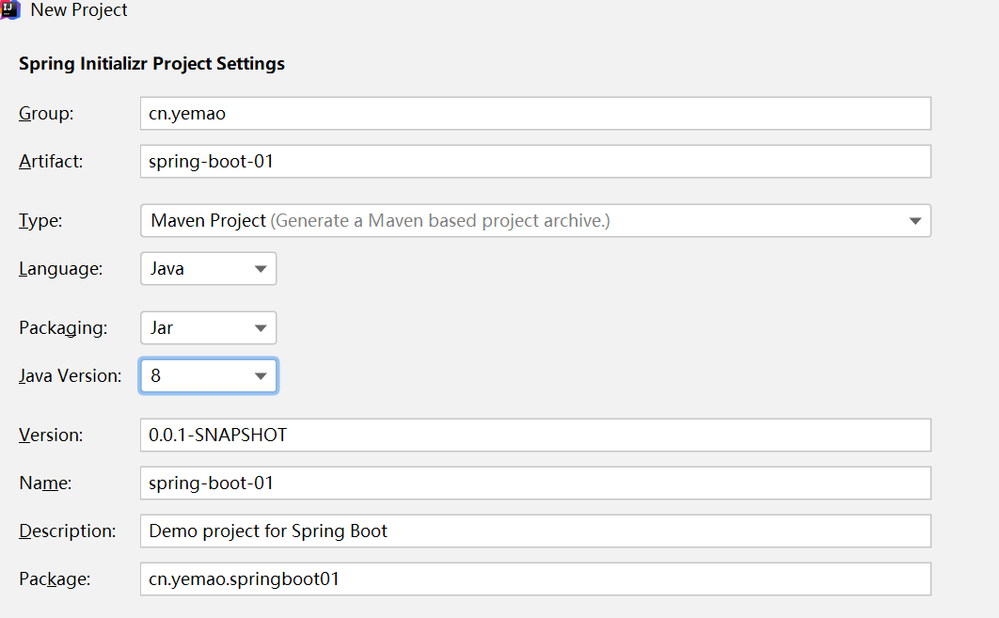 New Project
Spring Initializr Project Settings
Group: cn.yemao
Artifact: spring-boot-01
Type: Maven Project (Generate a Maven based project archive.)
Language: Java
Packaging: Jar
Java Version: 8
Version: 0.0.1-SNAPSHOT
Name: spring-boot-01
Description: Demo project for Spring Boot
Package: cn.yemao.springboot01